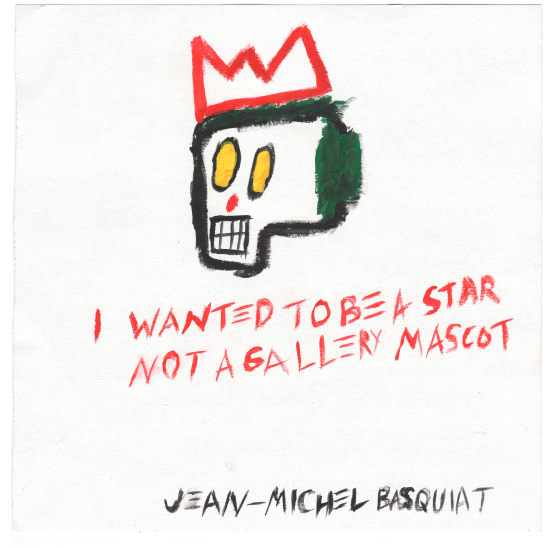 I WANTED TO BE A STAR
NOT A GALLERY MASCOT
JEAN-MICHEL BASQUIAT